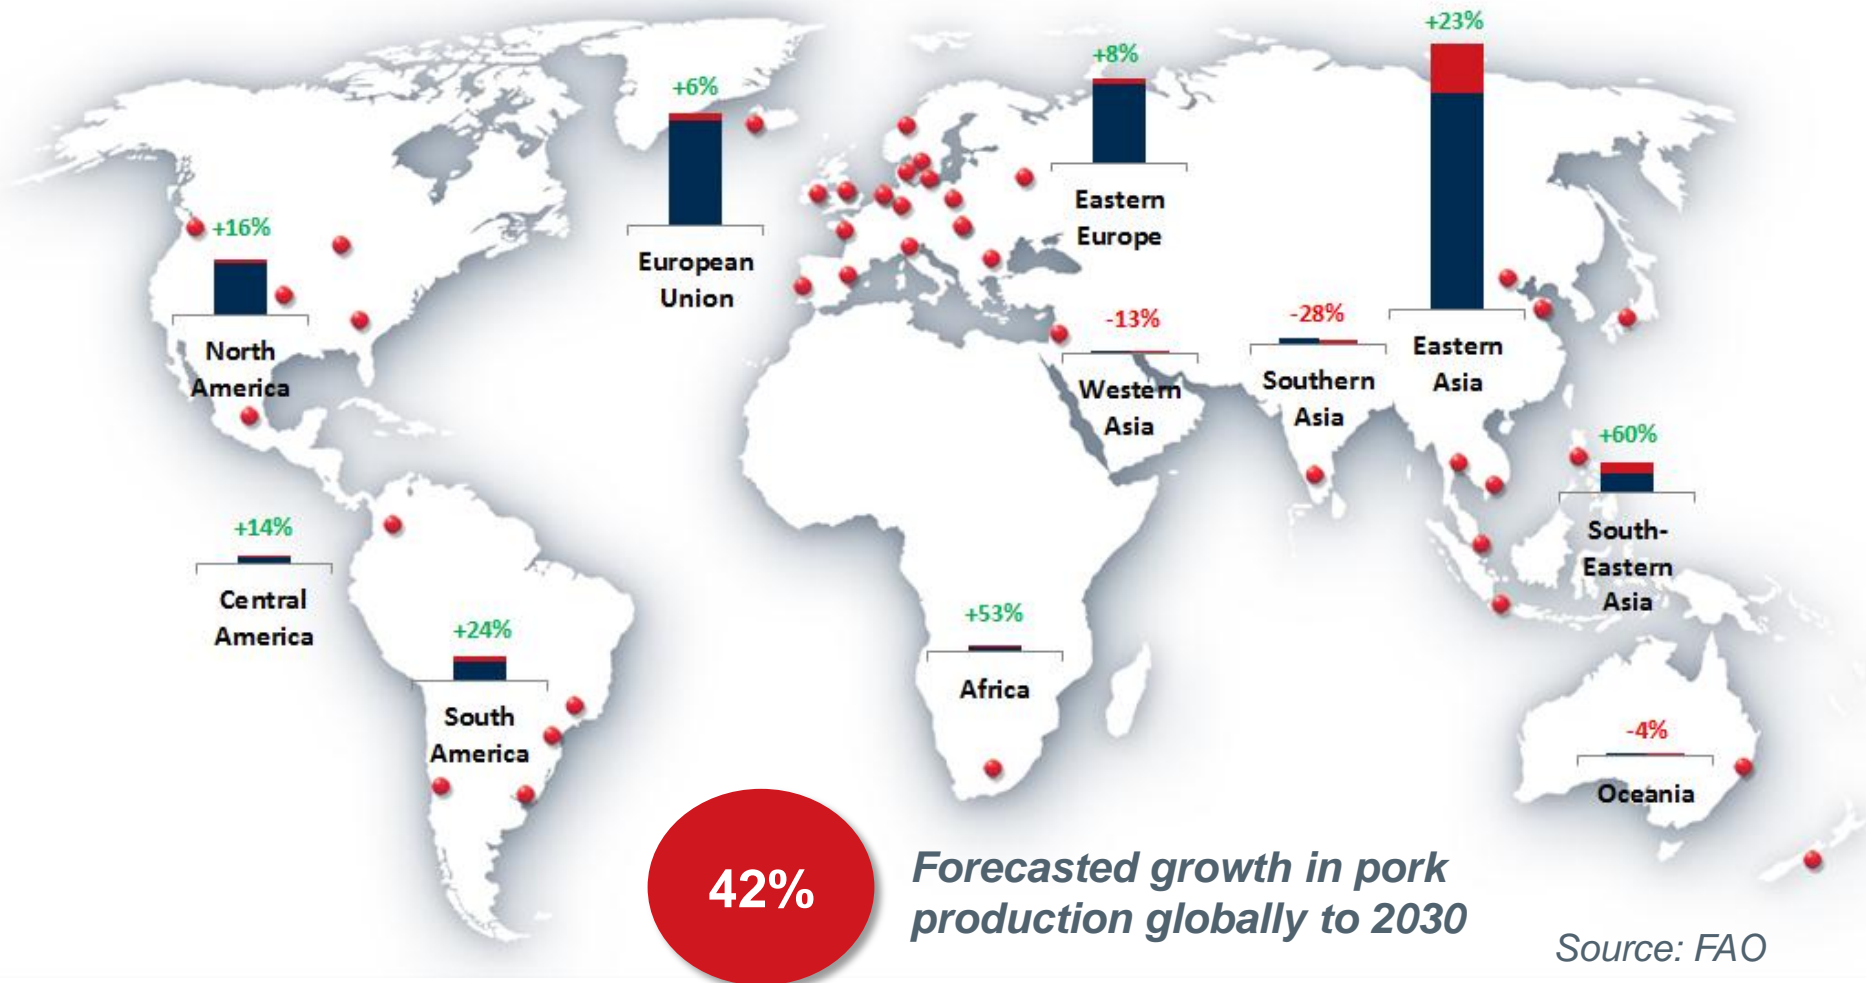 +23%
Eastern
Asia
+8%
Eastern
Europe
+6%
European
Union
+16%
North
America
-13%
Western
Asia
-28%
Southern
Asia
+60%
South-
Eastern
Asia
+14%
Central
America
+24%
South
America
+53%
Africa
-4%
Oceania
42%
Forecasted growth in pork
production globally to 2030
Source: FAO